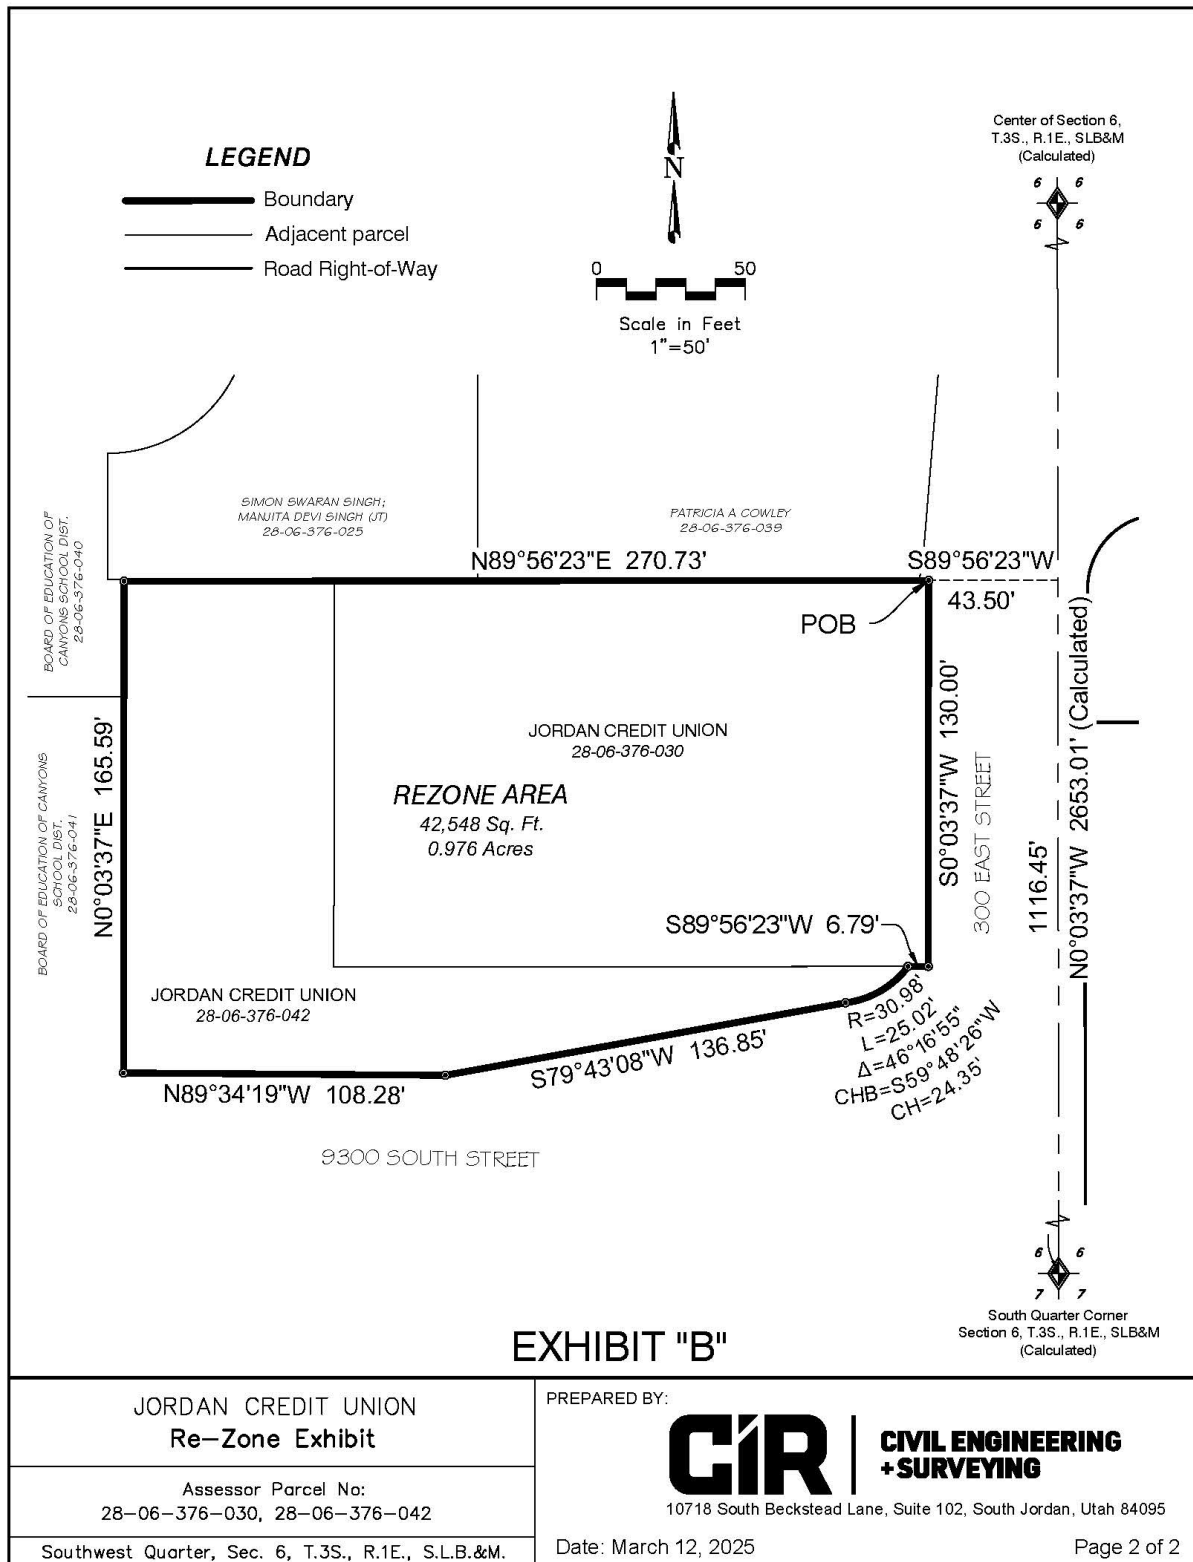 LEGEND
Boundary
Adjacent parcel
Road Right-of-Way
N
0 50
Scale in Feet
1"=50'
Center of Section 6,
T.3S., R.1E., SLB&M
(Calculated)
6 6
6 6
SIMON SWARAN SINGH;
MANJITA DEVI SINGH (JT)
28-06-376-025
PATRICIA A COWLEY
28-06-376-039
BOARD OF EDUCATION OF
CANYONS SCHOOL DIST.
28-06-376-040
N89°56'23"E 270.73'
S89°56'23"W
43.50'
POB
BOARD OF EDUCATION OF CANYONS
SCHOOL DIST.
28-06-376-041
N0°03'37"E 165.59'
JORDAN CREDIT UNION
28-06-376-030
REZONE AREA
42,548 Sq. Ft.
0.976 Acres
S0°03'37"W 130.00'
300 EAST STREET
1116.45'
N0°03'37"W 2653.01' (Calculated)
S89°56'23"W 6.79'
JORDAN CREDIT UNION
28-06-376-042
R=30.98'
L=25.02'
Δ=46°16'55"
CHB=S59°48'26"W
CH=24.35'
S79°43'08"W 136.85'
N89°34'19"W 108.28'
9300 SOUTH STREET
6 6
7 7
South Quarter Corner
Section 6, T.3S., R.1E., SLB&M
(Calculated)
EXHIBIT "B"
JORDAN CREDIT UNION
Re-Zone Exhibit
Assessor Parcel No:
28-06-376-030, 28-06-376-042
Southwest Quarter, Sec. 6, T.3S., R.1E., S.L.B.&M.
PREPARED BY:
CIR
CIVIL ENGINEERING
+SURVEYING
10718 South Beckstead Lane, Suite 102, South Jordan, Utah 84095
Date: March 12, 2025
Page 2 of 2